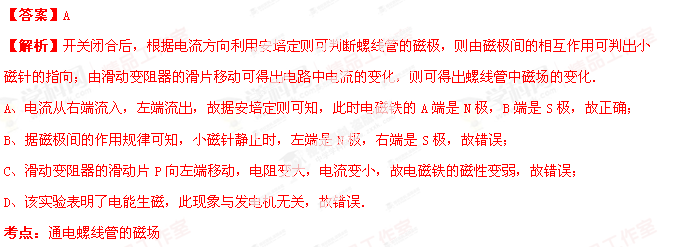 【答案】A
【解析】开关闭合后，根据电流方向利用安培定则可判断螺线管的磁极，则由磁极间的相互作用可判出小
磁针的指向；由滑动变阻器的滑片移动可得出电路中电流的变化，则可得出螺线管中磁场的变化．
A、电流从右端流入，左端流出，故据安培定则可知，此时电磁铁的 A 端是 N 极，B 端是 S 极，故正确；
B、据磁极间的作用规律可知，小磁针静止时，左端是 N 极，右端是 S 极，故错误；
C、滑动变阻器的滑动片 P 向左端移动，电阻变大，电流变小，故电磁铁的磁性变弱，故错误；
D、该实验表明了电能生磁，此现象与发电机无关，故错误．
考点：通电螺线管的磁场